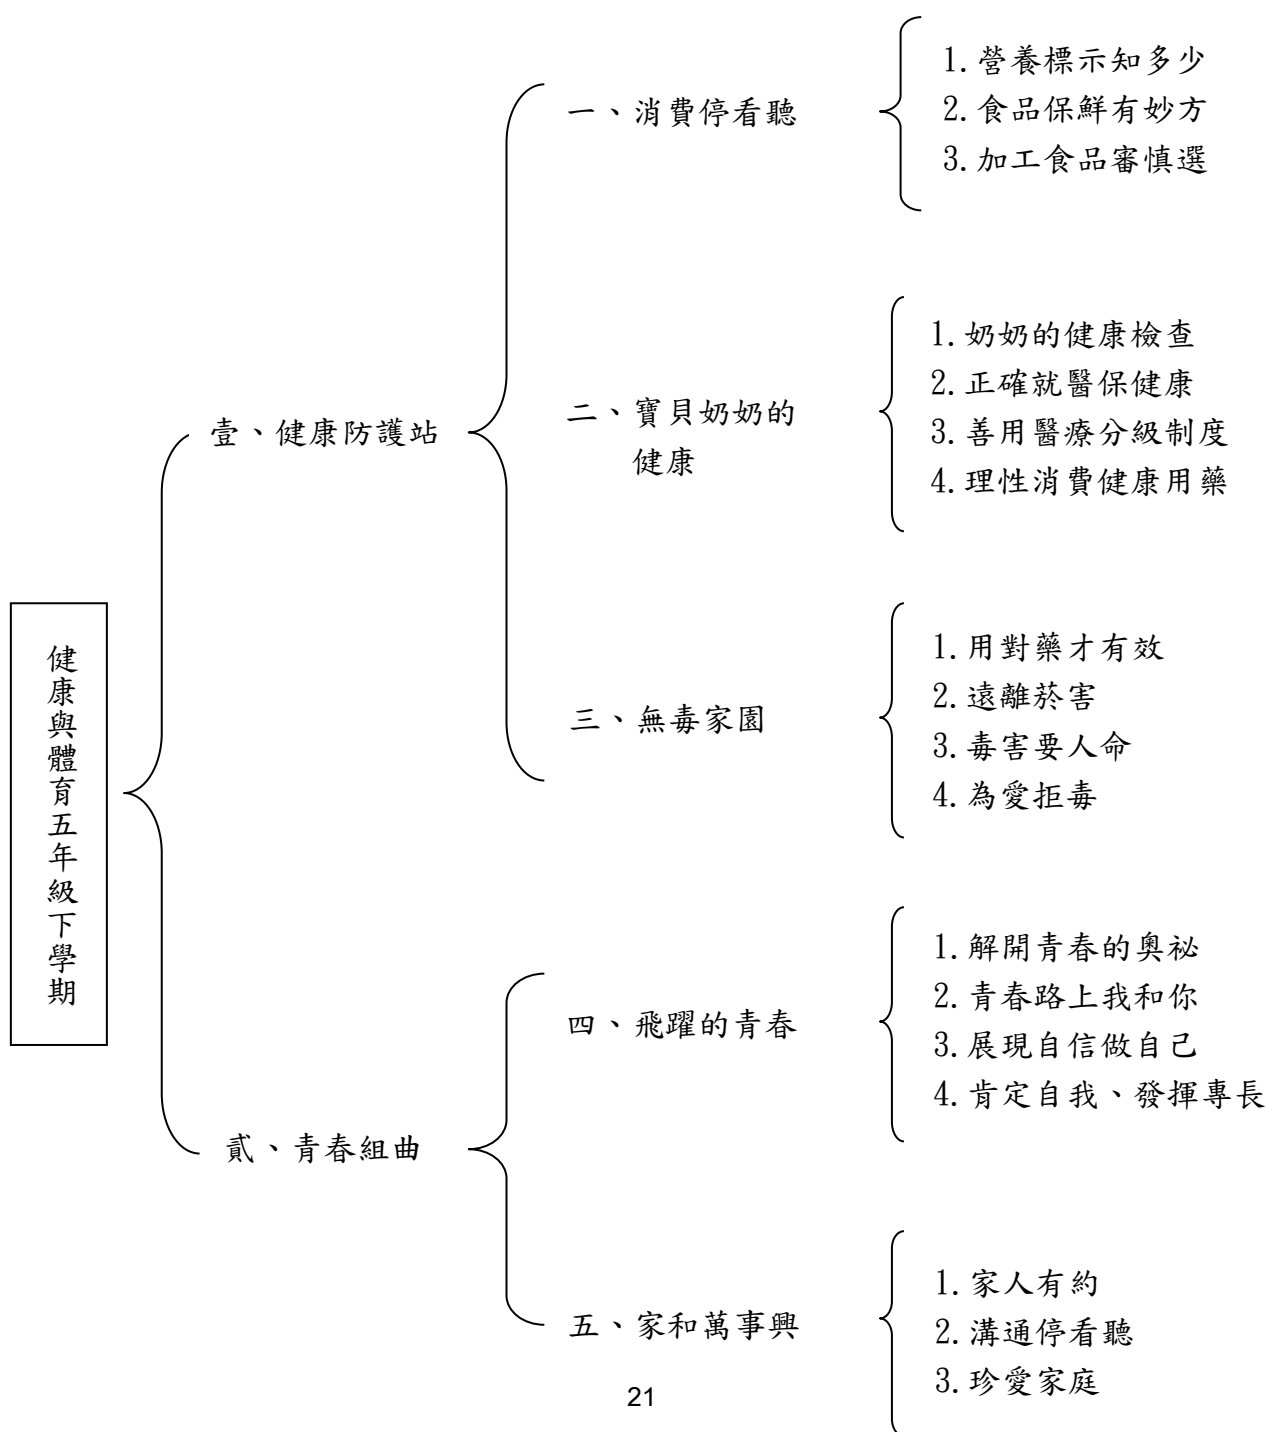 健康與體育五年級下學期
壹、健康防護站
一、消費停看聽
1.營養標示知多少
2.食品保鮮有妙方
3.加工食品審慎選
二、寶貝奶奶的
健康
1.奶奶的健康檢查
2.正確就醫保健康
3.善用醫療分級制度
4.理性消費健康用藥
三、無毒家園
1.用對藥才有效
2.遠離菸害
3.毒害要人命
4.為愛拒毒
貳、青春組曲
四、飛躍的青春
1.解開青春的奧祕
2.青春路上我和你
3.展現自信做自己
4.肯定自我、發揮專長
五、家和萬事興
1.家人有約
2.溝通停看聽
3.珍愛家庭
21